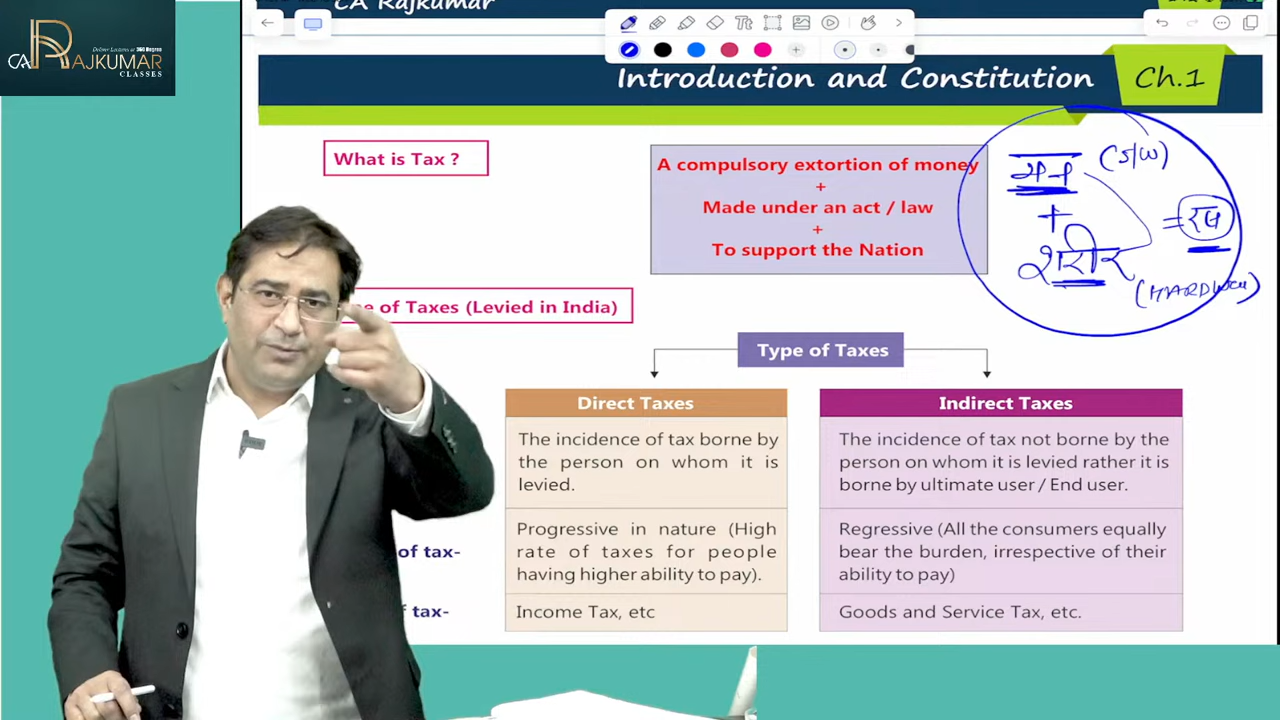 CA Rajkumar
Deliver Lectures at 360 Degree
CA RAJKUMAR
CLASSES
Tt
Introduction and Constitution
Ch.1
What is Tax ?
A compulsory extortion of money
+
Made under an act / law
+
To support the Nation
(S/W)
+
शरीर
=
of Taxes (Levied in India)
Type of Taxes
Direct Taxes
Indirect Taxes
The incidence of tax borne by
the person on whom it is
levied.
The incidence of tax not borne by the
person on whom it is levied rather it is
borne by ultimate user / End user.
of tax-
Progressive in nature (High
rate of taxes for people
having higher ability to pay).
Regressive (All the consumers equally
bear the burden, irrespective of their
ability to pay)
tax-
Income Tax, etc
Goods and Service Tax, etc.